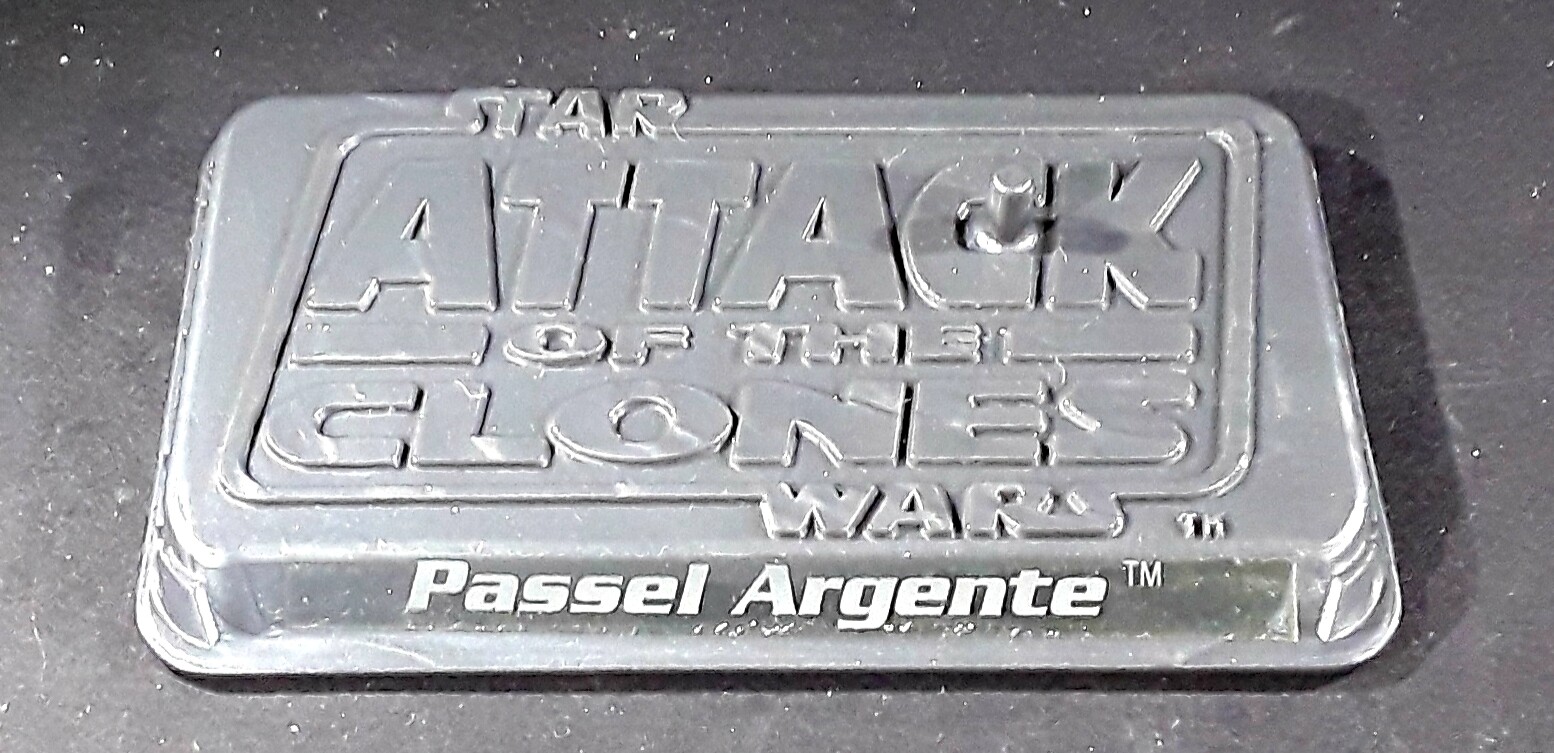 STAR
ATTACK
OF THE
CLONES
WARS TM
Passel Argente™